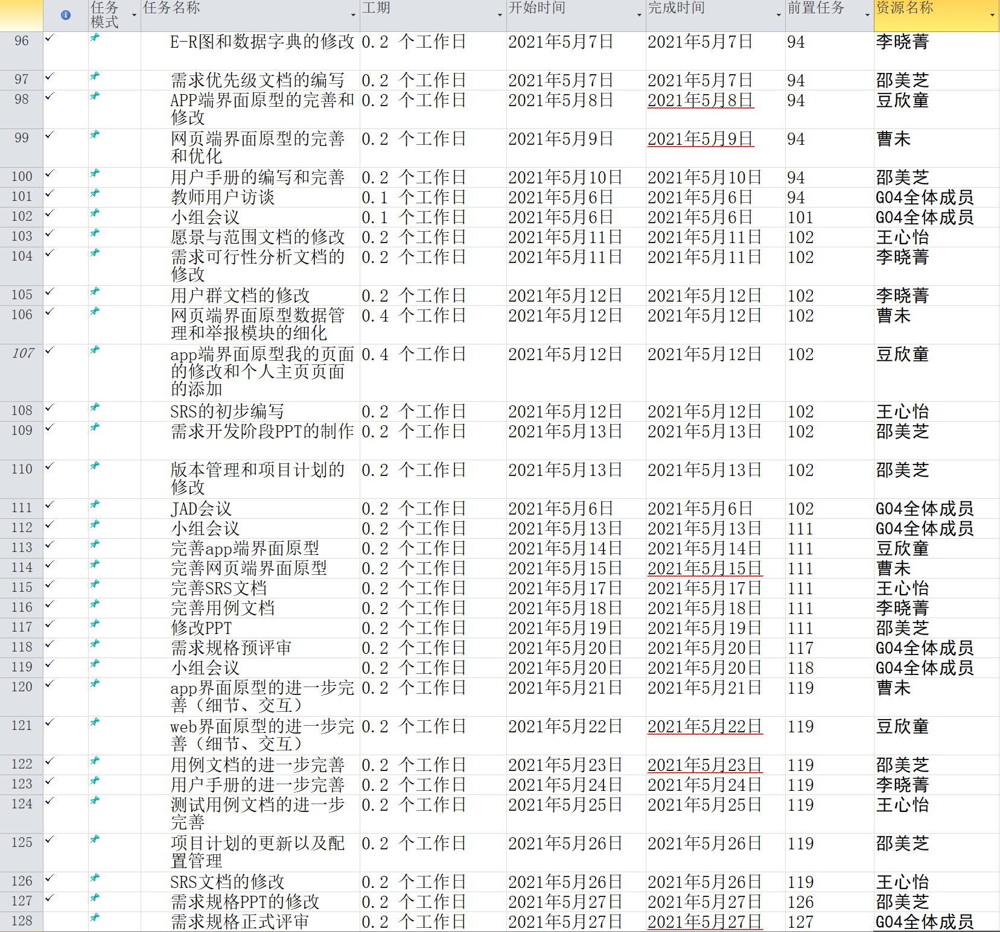 任务模式 任务名称 工期 开始时间 完成时间 前置任务 资源名称
96 E-R图和数据字典的修改 0.2 个工作日 2021年5月7日 2021年5月7日 94 李晓菁
97 需求优先级文档的编写 0.2 个工作日 2021年5月7日 2021年5月7日 94 邵美芝
98 APP端界面原型的完善和 0.2 个工作日 2021年5月8日 2021年5月8日 94 豆欣童
修改
99 网页端界面原型的完善 0.2 个工作日 2021年5月9日 2021年5月9日 94 曹未
和优化
100 用户手册的编写和完善 0.2 个工作日 2021年5月10日 2021年5月10日 94 邵美芝
101 教师用户访谈 0.1 个工作日 2021年5月6日 2021年5月6日 94 G04全体成员
102 小组会议 0.1 个工作日 2021年5月6日 2021年5月6日 101 G04全体成员
103 愿景与范围文档的修改 0.2 个工作日 2021年5月11日 2021年5月11日 102 王心怡
104 需求可行性分析文档的 0.2 个工作日 2021年5月11日 2021年5月11日 102 李晓菁
修改
105 用户群文档的修改 0.2 个工作日 2021年5月12日 2021年5月12日 102 李晓菁
106 网页端界面原型数据管 0.4 个工作日 2021年5月12日 2021年5月12日 102 曹未
理和举报模块的细化
107 app端界面原型我的页面 0.4 个工作日 2021年5月12日 2021年5月12日 102 豆欣童
的修改和个人主页页面
的添加
108 SRS的初步编写 0.2 个工作日 2021年5月12日 2021年5月12日 102 王心怡
109 需求开发阶段PPT的制作 0.2 个工作日 2021年5月13日 2021年5月13日 102 邵美芝
110 版本管理和项目计划的 0.2 个工作日 2021年5月13日 2021年5月13日 102 邵美芝
修改
111 JAD会议 0.2 个工作日 2021年5月6日 2021年5月6日 102 G04全体成员
112 小组会议 0.2 个工作日 2021年5月13日 2021年5月13日 111 G04全体成员
113 完善app端界面原型 0.2 个工作日 2021年5月14日 2021年5月14日 111 豆欣童
114 完善网页端界面原型 0.2 个工作日 2021年5月15日 2021年5月15日 111 曹未
115 完善SRS文档 0.2 个工作日 2021年5月17日 2021年5月17日 111 王心怡
116 完善用例文档 0.2 个工作日 2021年5月18日 2021年5月18日 111 李晓菁
117 修改PPT 0.2 个工作日 2021年5月19日 2021年5月19日 111 邵美芝
118 需求规格预评审 0.2 个工作日 2021年5月20日 2021年5月20日 117 G04全体成员
119 小组会议 0.2 个工作日 2021年5月20日 2021年5月20日 118 G04全体成员
120 app界面原型的进一步完 0.2 个工作日 2021年5月21日 2021年5月21日 119 曹未
善（细节、交互）
121 web界面原型的进一步完 0.2 个工作日 2021年5月22日 2021年5月22日 119 豆欣童
善（细节、交互）
122 用例文档的进一步完善 0.2 个工作日 2021年5月23日 2021年5月23日 119 邵美芝
123 用户手册的进一步完善 0.2 个工作日 2021年5月24日 2021年5月24日 119 李晓菁
124 测试用例文档的进一步 0.2 个工作日 2021年5月25日 2021年5月25日 119 王心怡
完善
125 项目计划的更新以及配 0.2 个工作日 2021年5月26日 2021年5月26日 119 邵美芝
置管理
126 SRS文档的修改 0.2 个工作日 2021年5月26日 2021年5月26日 119 王心怡
127 需求规格PPT的修改 0.2 个工作日 2021年5月27日 2021年5月27日 126 邵美芝
128 需求规格正式评审 0.2 个工作日 2021年5月27日 2021年5月27日 127 G04全体成员